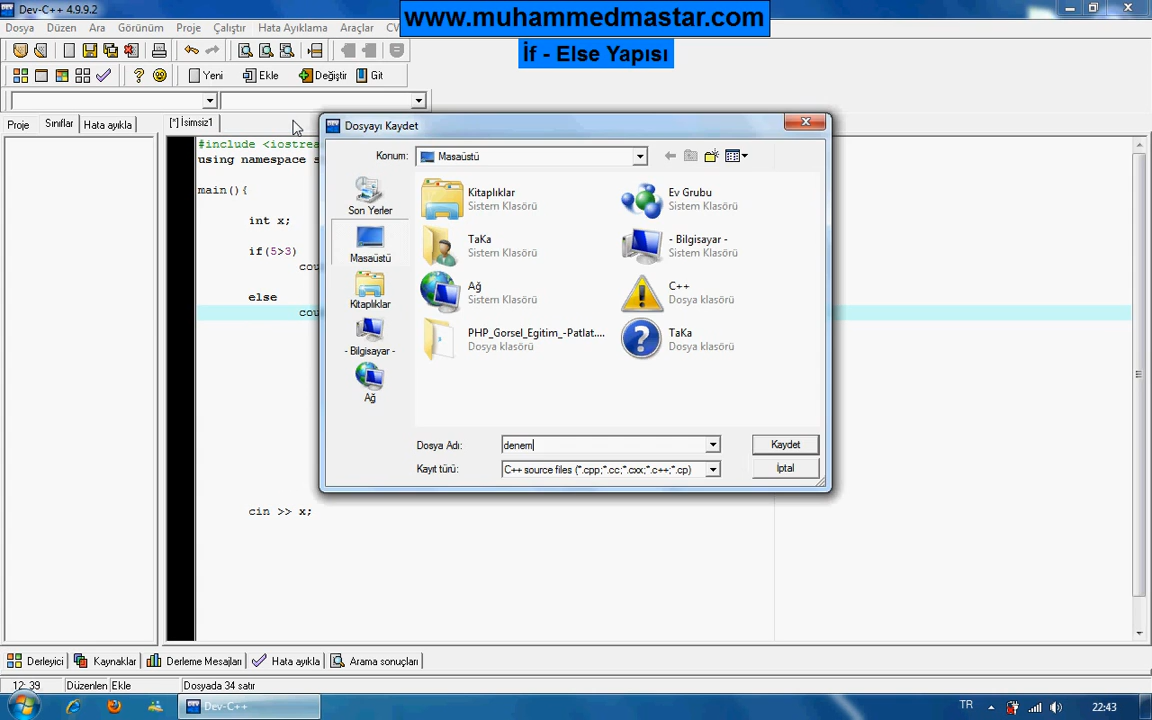 Dev-C++ 4.9.9.2
www.muhammedmastar.com
Dosya Düzen Ara Görünüm Proje Çalıştır Hata Ayıklama Araçlar CV
İf - Else Yapısı
Yeni Ekle Değiştir Git
Proje Sınıflar Hata ayıkla [*] İsimsiz1
Dosyayı Kaydet
#include <iostream
using namespace s
main(){
int x;
if(5>3)
cou
else
cou
cin >> x;
Konum: Masaüstü
Son Yerler
Masaüstü
Kitaplıklar
- Bilgisayar -
Ağ
Kitaplıklar
Sistem Klasörü
Ev Grubu
Sistem Klasörü
TaKa
Sistem Klasörü
- Bilgisayar -
Sistem Klasörü
Ağ
Sistem Klasörü
C++
Dosya klasörü
PHP_Gorsel_Egitim_-Patlat....
Dosya klasörü
TaKa
Dosya klasörü
Dosya Adı: denem Kaydet
Kayıt türü: C++ source files (*.cpp;*.cc;*.cxx;*.c++;*.cp) İptal
Derleyici Kaynaklar Derleme Mesajları Hata ayıkla Arama sonuçları
12: 39 Düzenlen Ekle Dosyada 34 satır
Dev-C++ TR 22:43